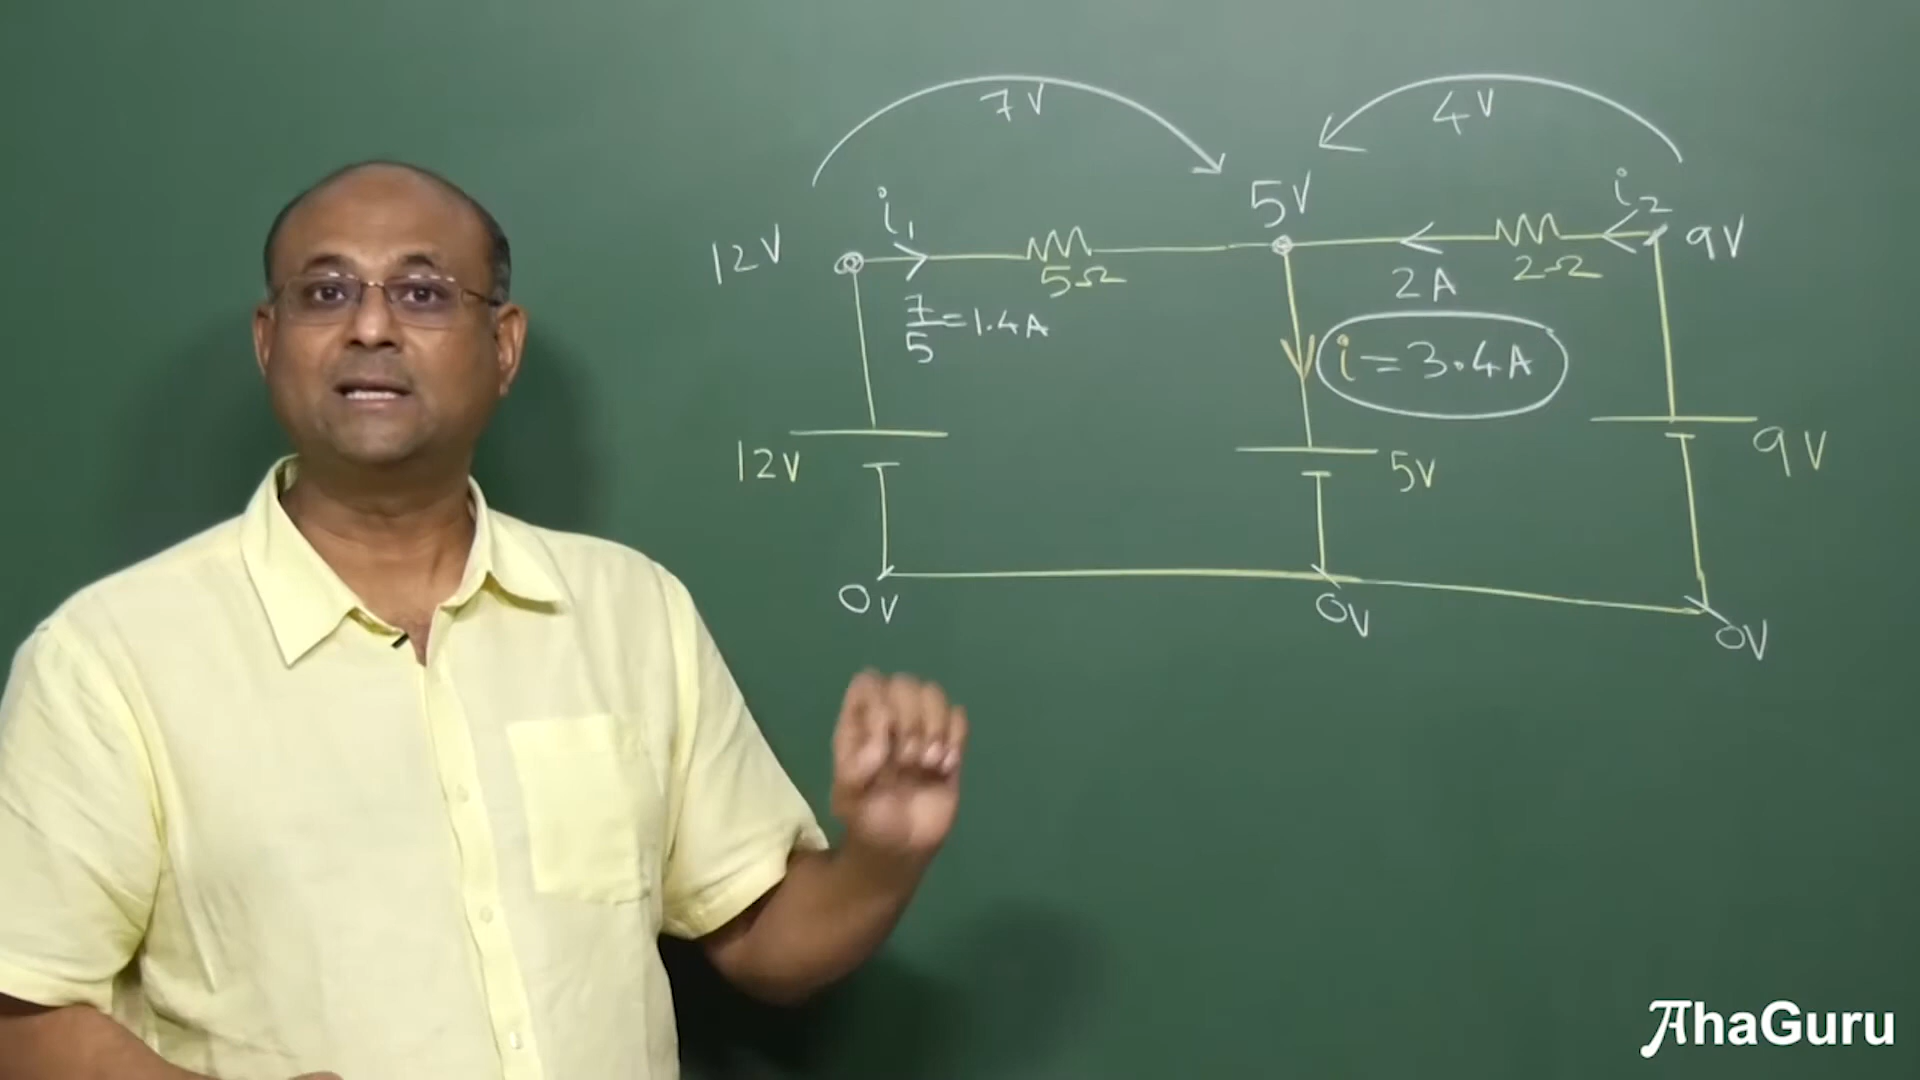 7V
4V
12V
i₁
5V
i₂
9V
5Ω
2Ω
7/5 = 1.4A
2A
i = 3.4A
12V
5V
9V
0V
0V
0V
AhaGuru